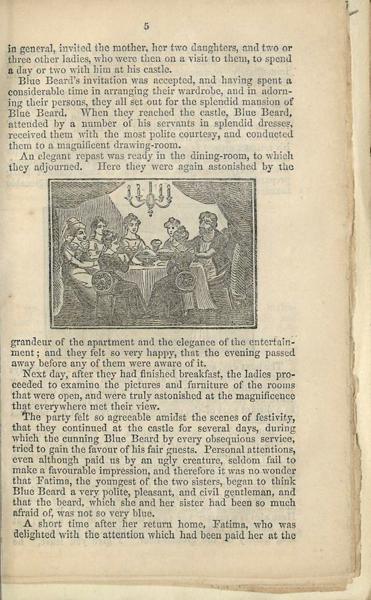 5
in general, invited the mother, her two daughters, and two or
three other ladies, who were then on a visit to them, to spend
a day or two with him at his castle.
Blue Beard's invitation was accepted, and having spent a
considerable time in arranging their wardrobe, and in adorn-
ing their persons, they all set out for the splendid mansion of
Blue Beard. When they reached the castle, Blue Beard,
attended by a number of his servants in splendid dresses,
received them with the most polite courtesy, and conducted
them to a magnificent drawing-room.
An elegant repast was ready in the dining-room, to which
they adjourned. Here they were again astonished by the
grandeur of the apartment and the elegance of the entertain-
ment; and they felt so very happy, that the evening passed
away before any of them were aware of it.
Next day, after they had finished breakfast, the ladies pro-
ceeded to examine the pictures and furniture of the rooms
that were open, and were truly astonished at the magnificence
that everywhere met their view.
The party felt so agreeable amidst the scenes of festivity,
that they continued at the castle for several days, during
which the cunning Blue Beard by every obsequious service,
tried to gain the favour of his fair guests. Personal attentions,
even although paid us by an ugly creature, seldom fail to
make a favourable impression, and therefore it was no wonder
that Fatima, the youngest of the two sisters, began to think
Blue Beard a very polite, pleasant, and civil gentleman, and
that the beard, which she and her sister had been so much
afraid of, was not so very blue.
A short time after her return home, Fatima, who was
delighted with the attention which had been paid her at the